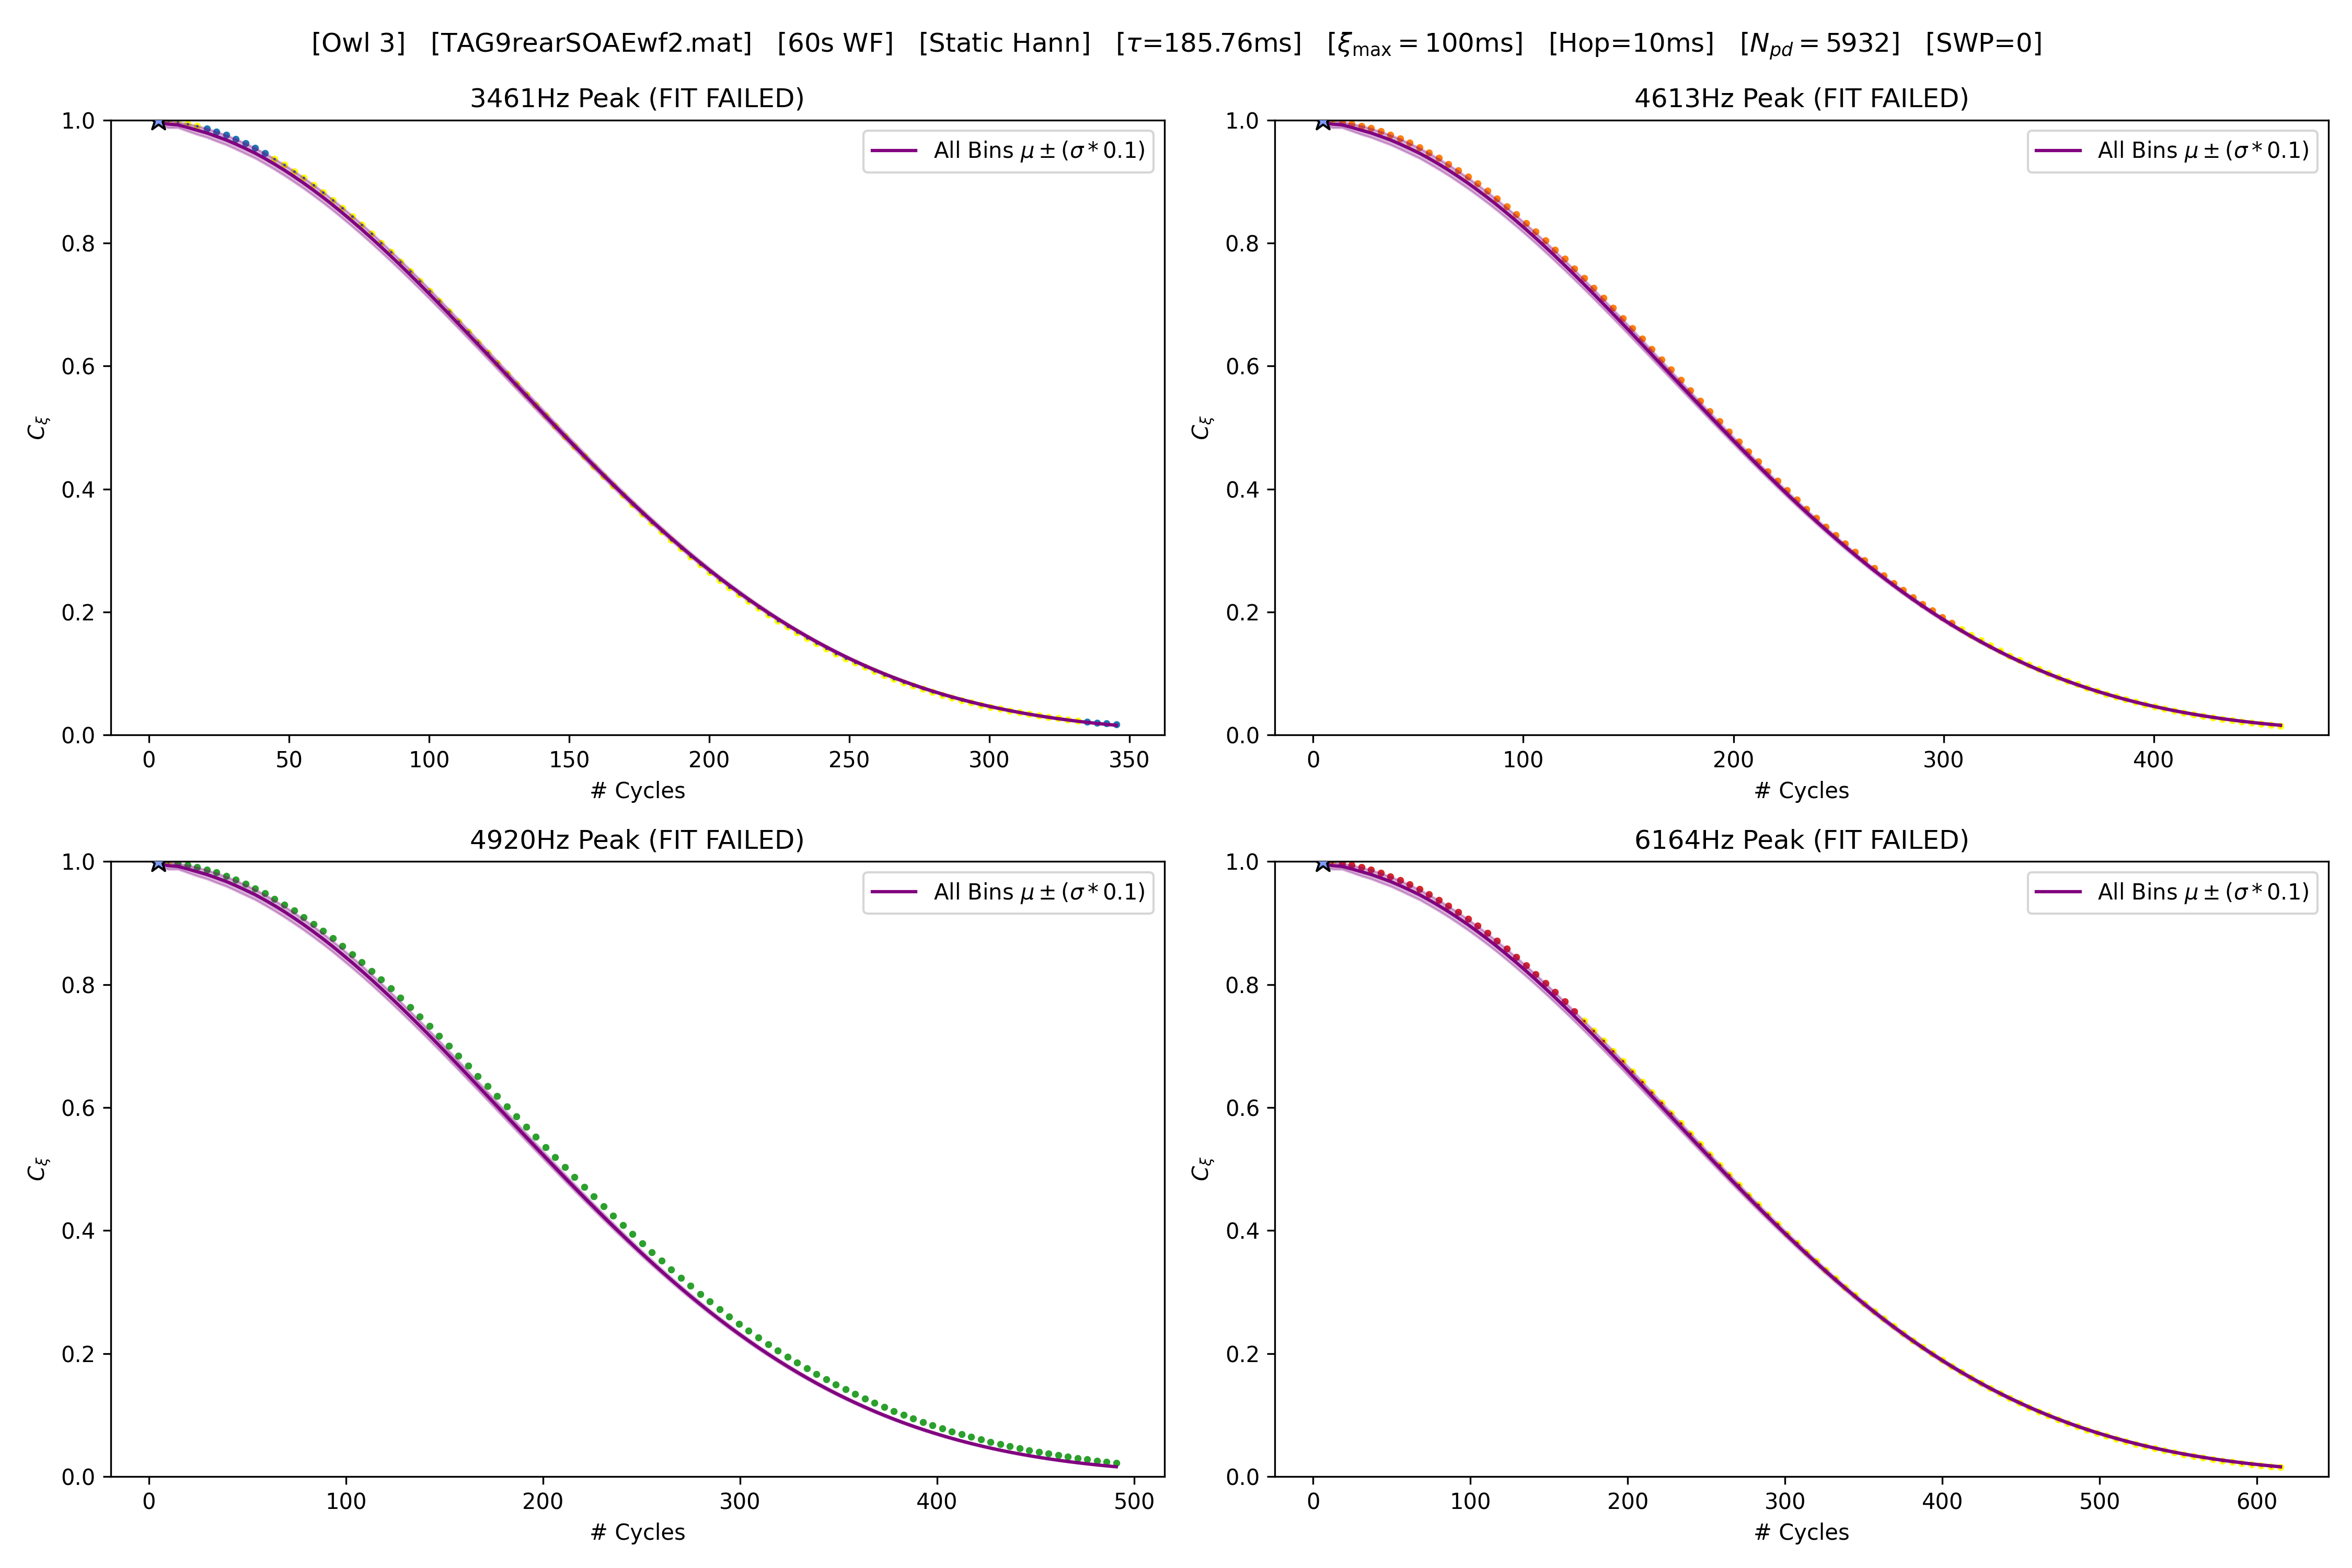 [Owl 3] [TAG9rearSOAEwf2.mat] [60s WF] [Static Hann] [τ=185.76ms] [ξmax = 100ms] [Hop=10ms] [Npd = 5932] [SWP=0]
3461Hz Peak (FIT FAILED)
1.0
0.8
0.6
0.4
0.2
0.0
Cξ
All Bins μ ± (σ * 0.1)
0 50 100 150 200 250 300 350
# Cycles
4613Hz Peak (FIT FAILED)
1.0
0.8
0.6
0.4
0.2
0.0
Cξ
All Bins μ ± (σ * 0.1)
0 100 200 300 400
# Cycles
4920Hz Peak (FIT FAILED)
1.0
0.8
0.6
0.4
0.2
0.0
Cξ
All Bins μ ± (σ * 0.1)
0 100 200 300 400 500
# Cycles
6164Hz Peak (FIT FAILED)
1.0
0.8
0.6
0.4
0.2
0.0
Cξ
All Bins μ ± (σ * 0.1)
0 100 200 300 400 500 600
# Cycles